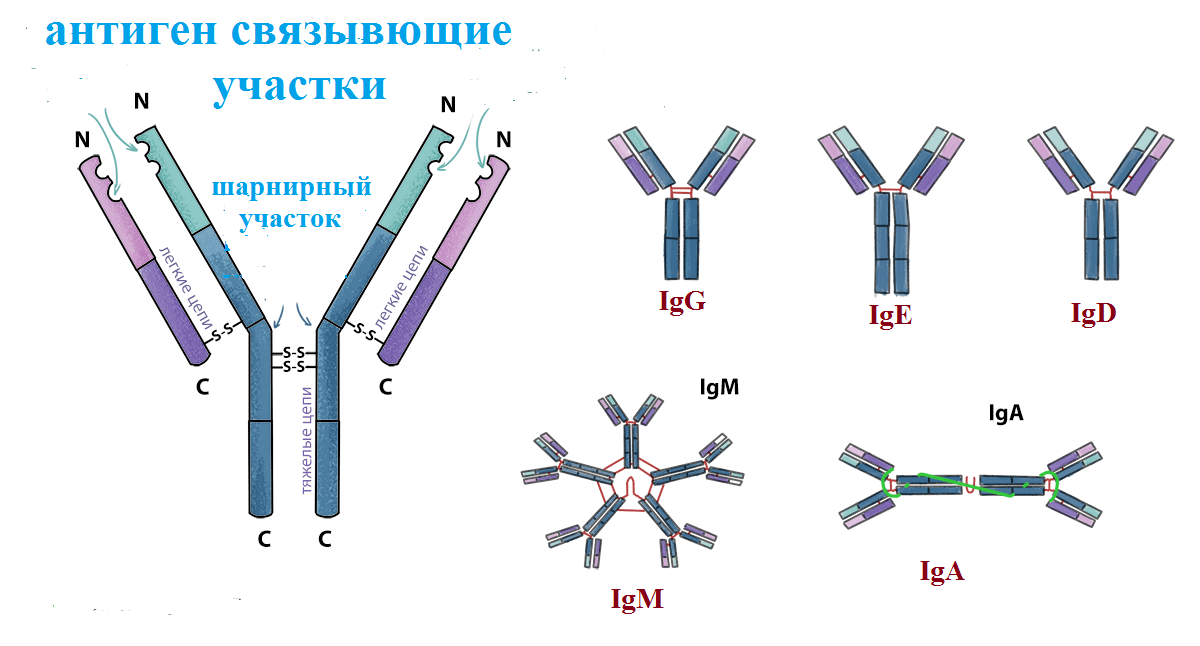 антиген связывющие
участки
N
N
N
N
шарнирный
участок
легкие цепи
легкие цепи
S-S
S-S
S-S
S-S
C
C
тяжелые цепи
C
C
IgG
IgE
IgD
IgM
IgA
IgM
IgA